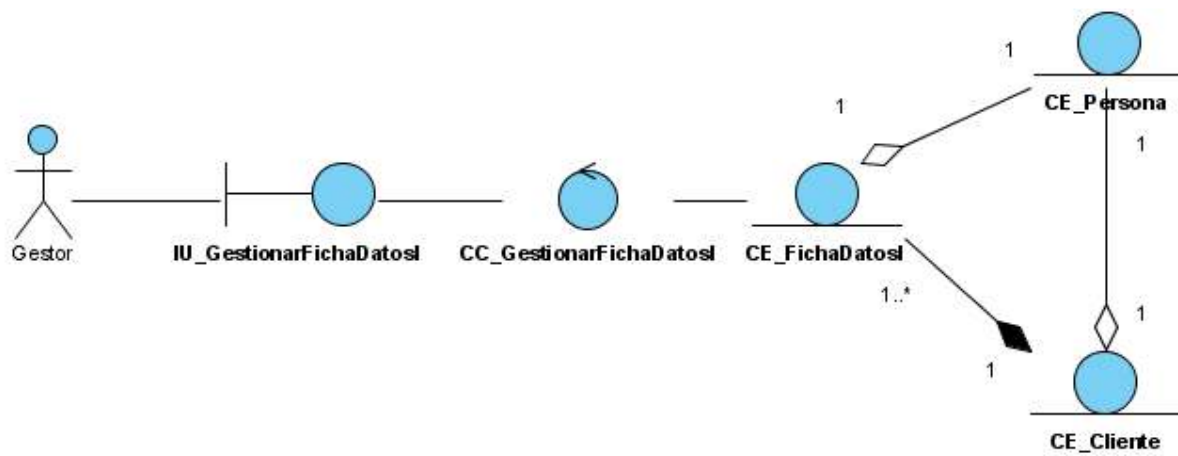 1
CE_Persona
1
1
Gestor
IU_GestionarFichaDatosI
CC_GestionarFichaDatosI
CE_FichaDatosI
1..*
1
1
CE_Cliente